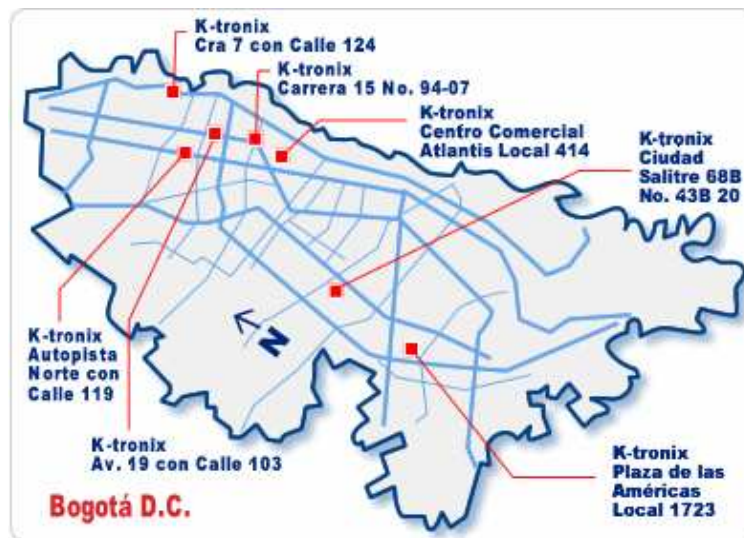 K-tronix
Cra 7 con Calle 124
K-tronix
Carrera 15 No. 94-07
K-tronix
Centro Comercial
Atlantis Local 414
K-tronix
Ciudad
Salitre 68B
No. 43B 20
N
K-tronix
Autopista
Norte con
Calle 119
K-tronix
Av. 19 con Calle 103
K-tronix
Plaza de las
Américas
Local 1723
Bogotá D.C.